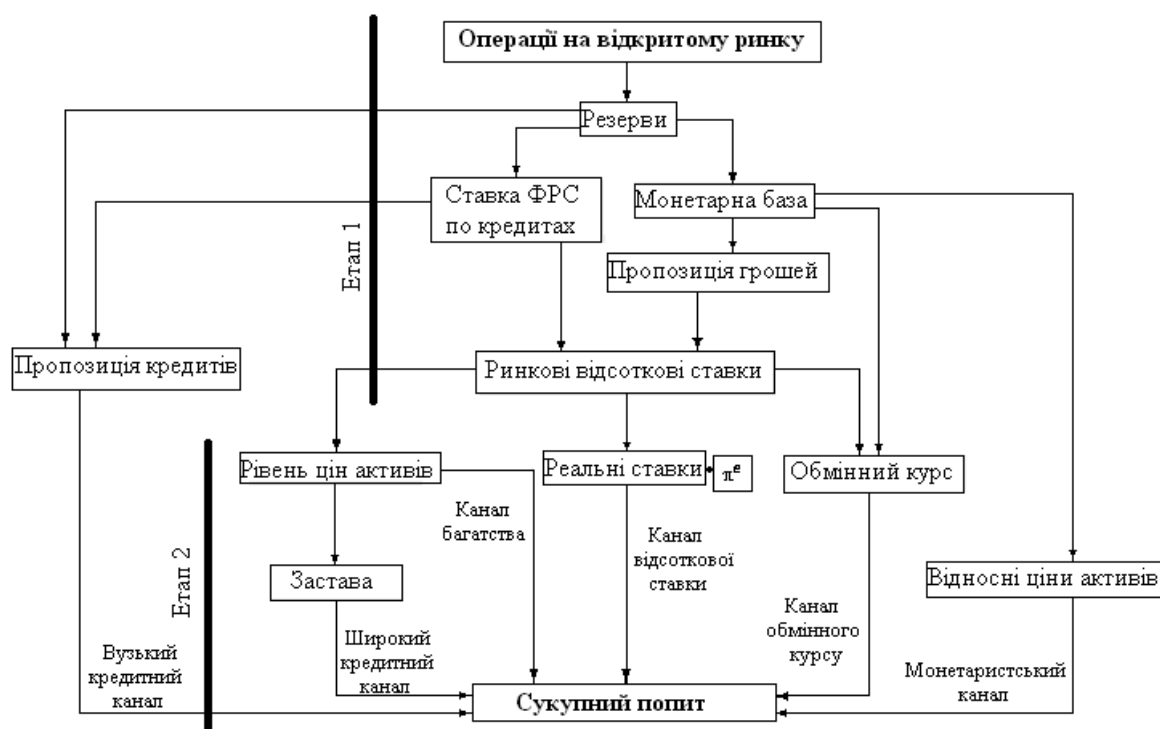 Операції на відкритому ринку
Резерви
Ставка ФРС
по кредитах
Монетарна база
Пропозиція грошей
Етап 1
Пропозиція кредитів
Ринкові відсоткові ставки
Рівень цін активів
Реальні ставки
πᵉ
Обмінний курс
Канал
багатства
Канал
відсоткової
ставки
Етап 2
Застава
Відносні ціни активів
Канал
обмінного
курсу
Вузький
кредитний
канал
Широкий
кредитний
канал
Монетаристський
канал
Сукупний попит